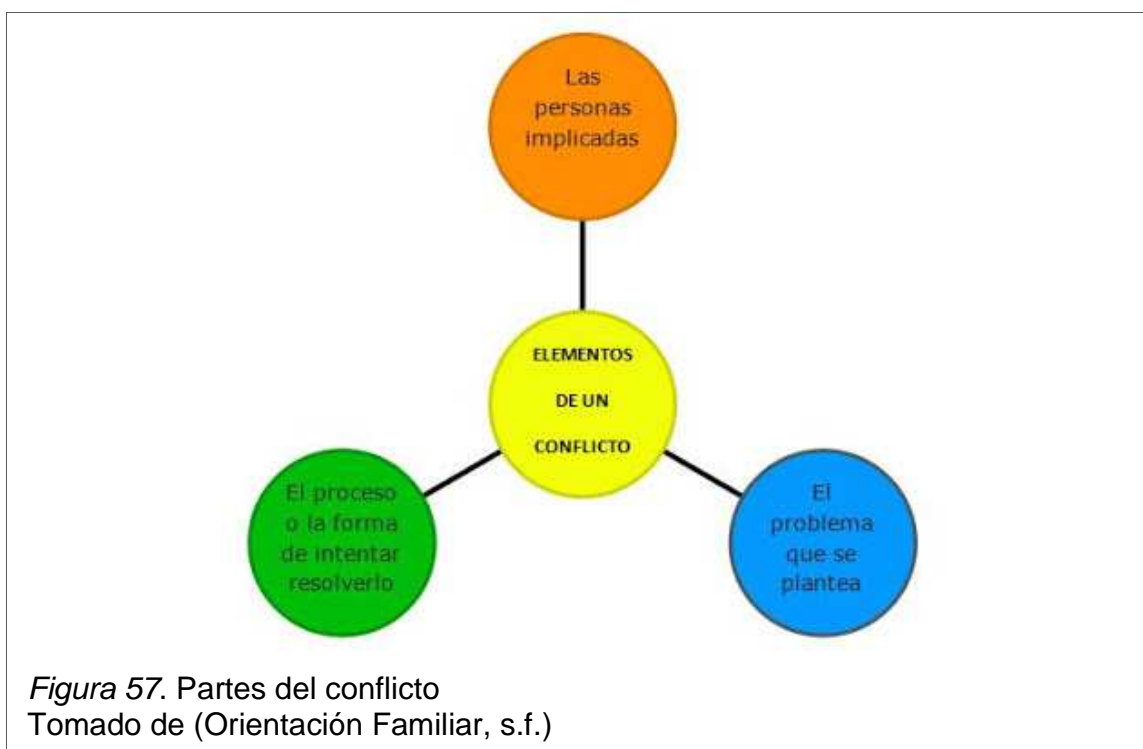 Las
personas
implicadas
ELEMENTOS
DE UN
CONFLICTO
El proceso
o la forma
de intentar
resolverlo
El
problema
que se
plantea
Figura 57. Partes del conflicto
Tomado de (Orientación Familiar, s.f.)